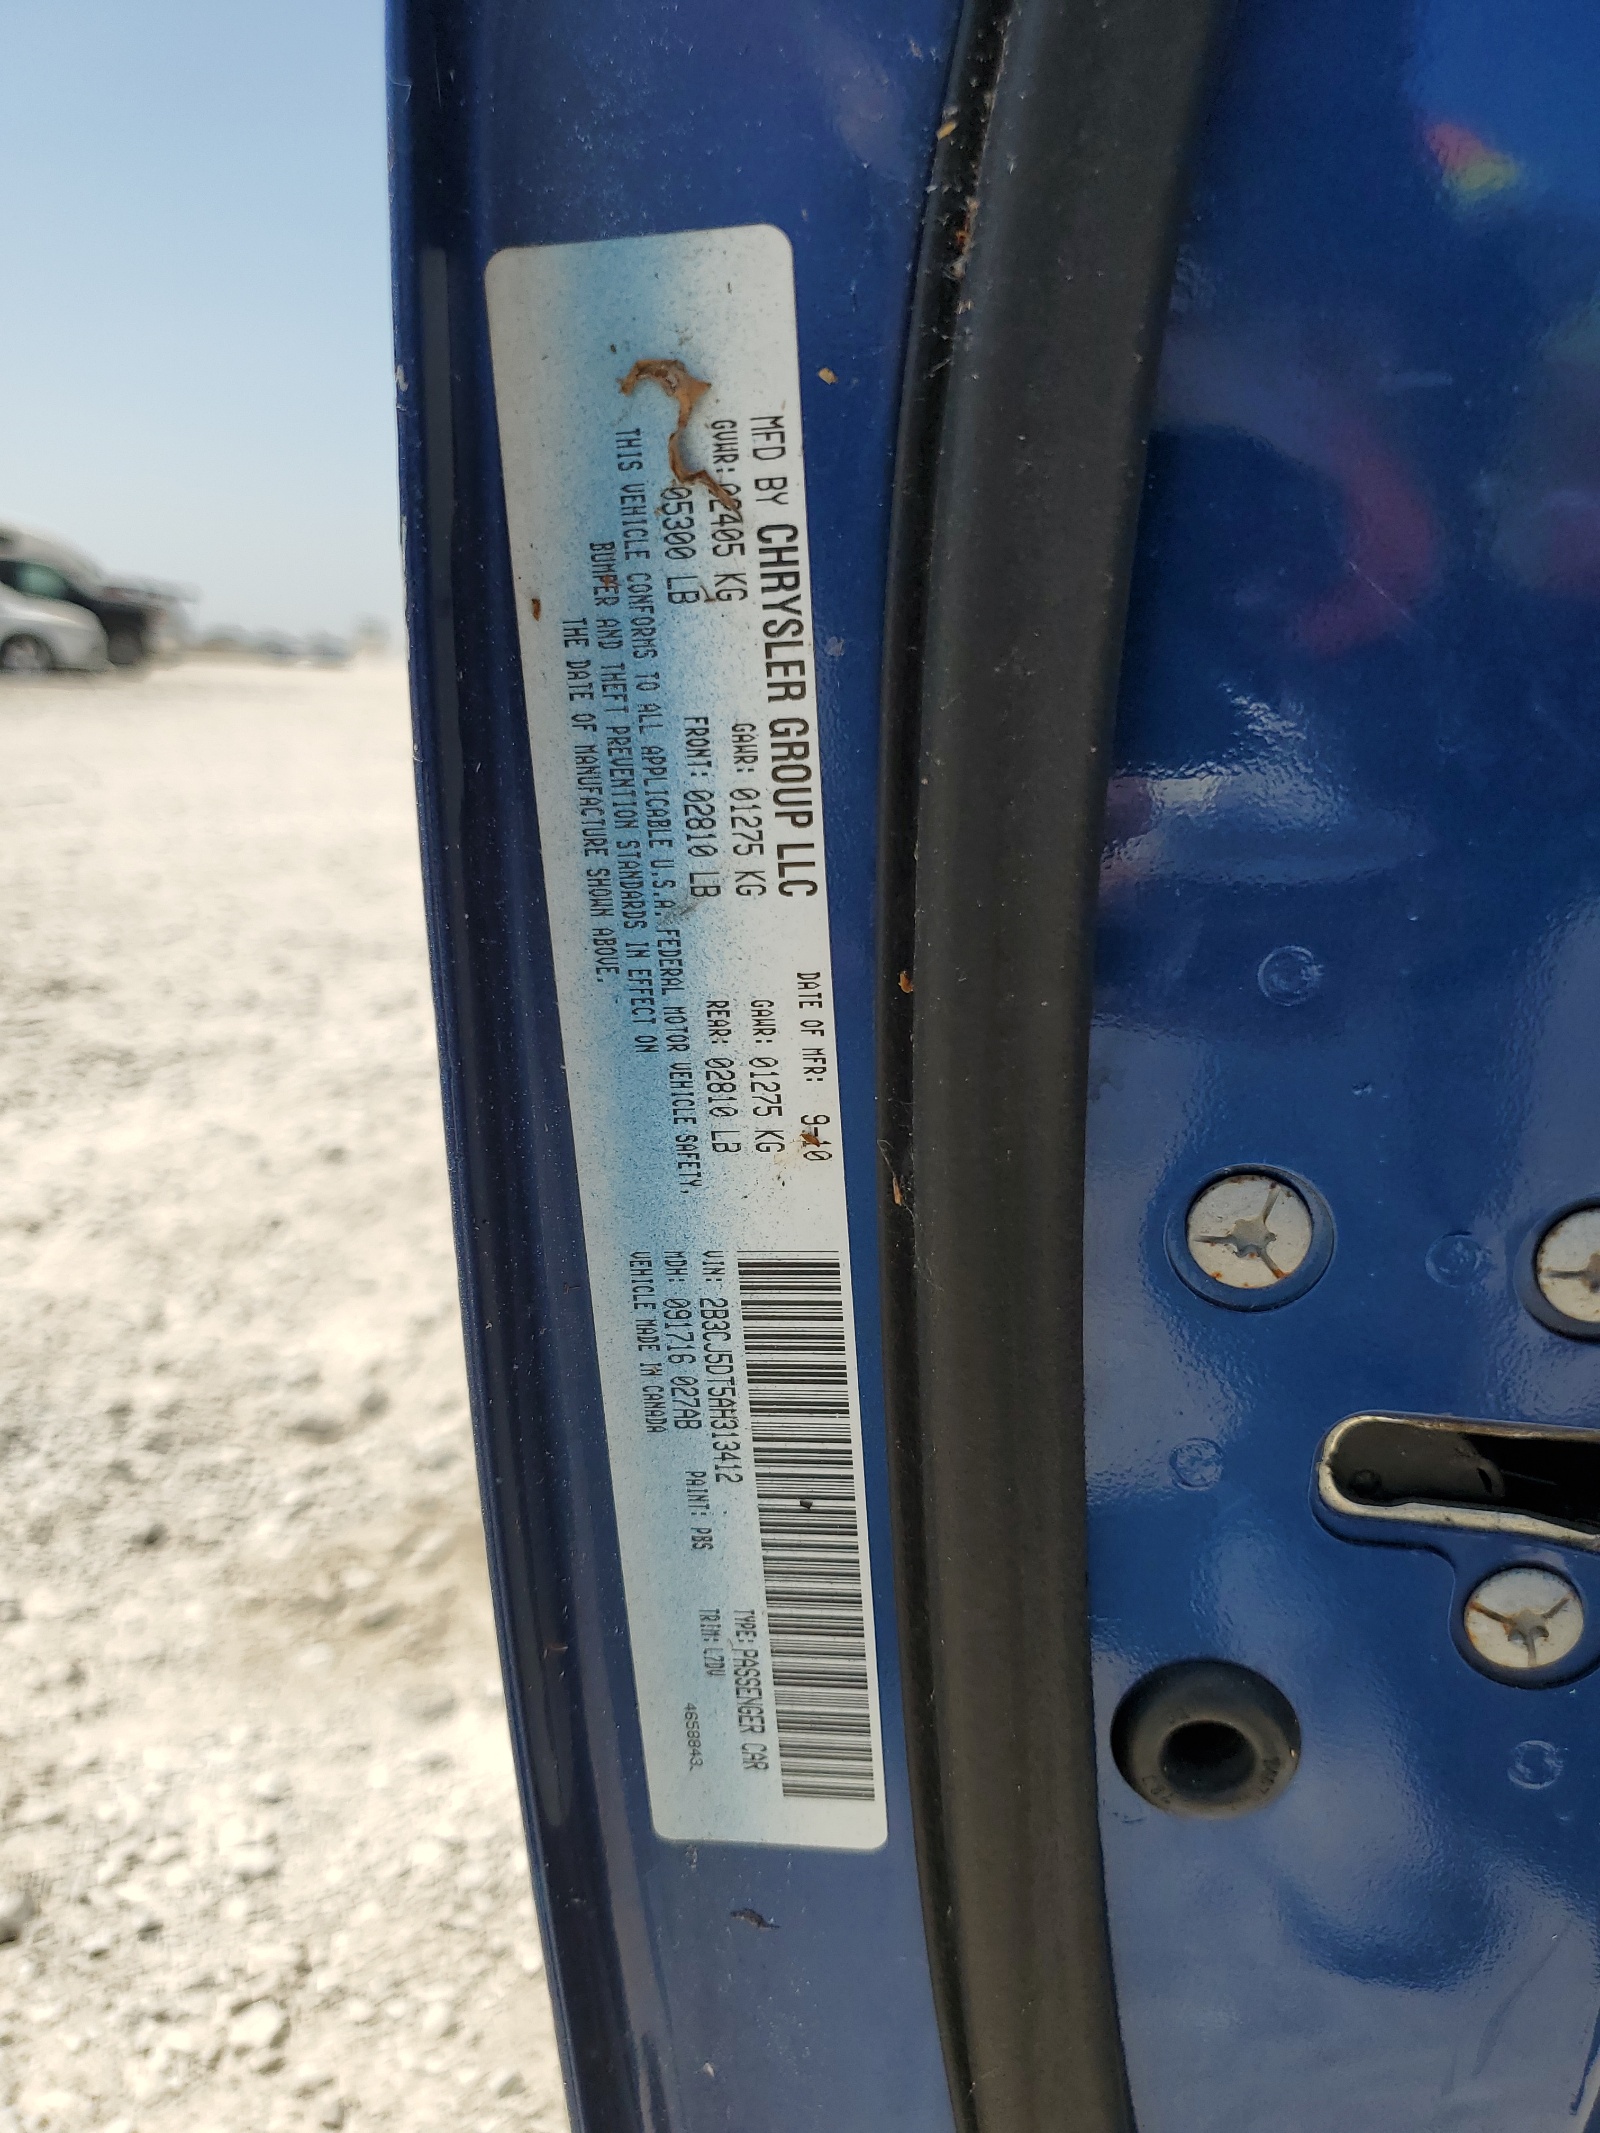 MFD BY CHRYSLER GROUP LLC
DATE OF MFR: 9-10
GVWR: 02405 KG
05300 LB
GAWR: 01275 KG
FRONT: 02810 LB
GAWR: 01275 KG
REAR: 02810 LB
THIS VEHICLE CONFORMS TO ALL APPLICABLE U.S.A. FEDERAL MOTOR VEHICLE SAFETY,
BUMPER AND THEFT PREVENTION STANDARDS IN EFFECT ON
THE DATE OF MANUFACTURE SHOWN ABOVE.
VIN: 2B3CJ5DT5AH313412
TYPE: PASSENGER CAR
MDH: 091716 027AB
PAINT: PBS
TRIM: L7DV
VEHICLE MADE IN CANADA
4658843